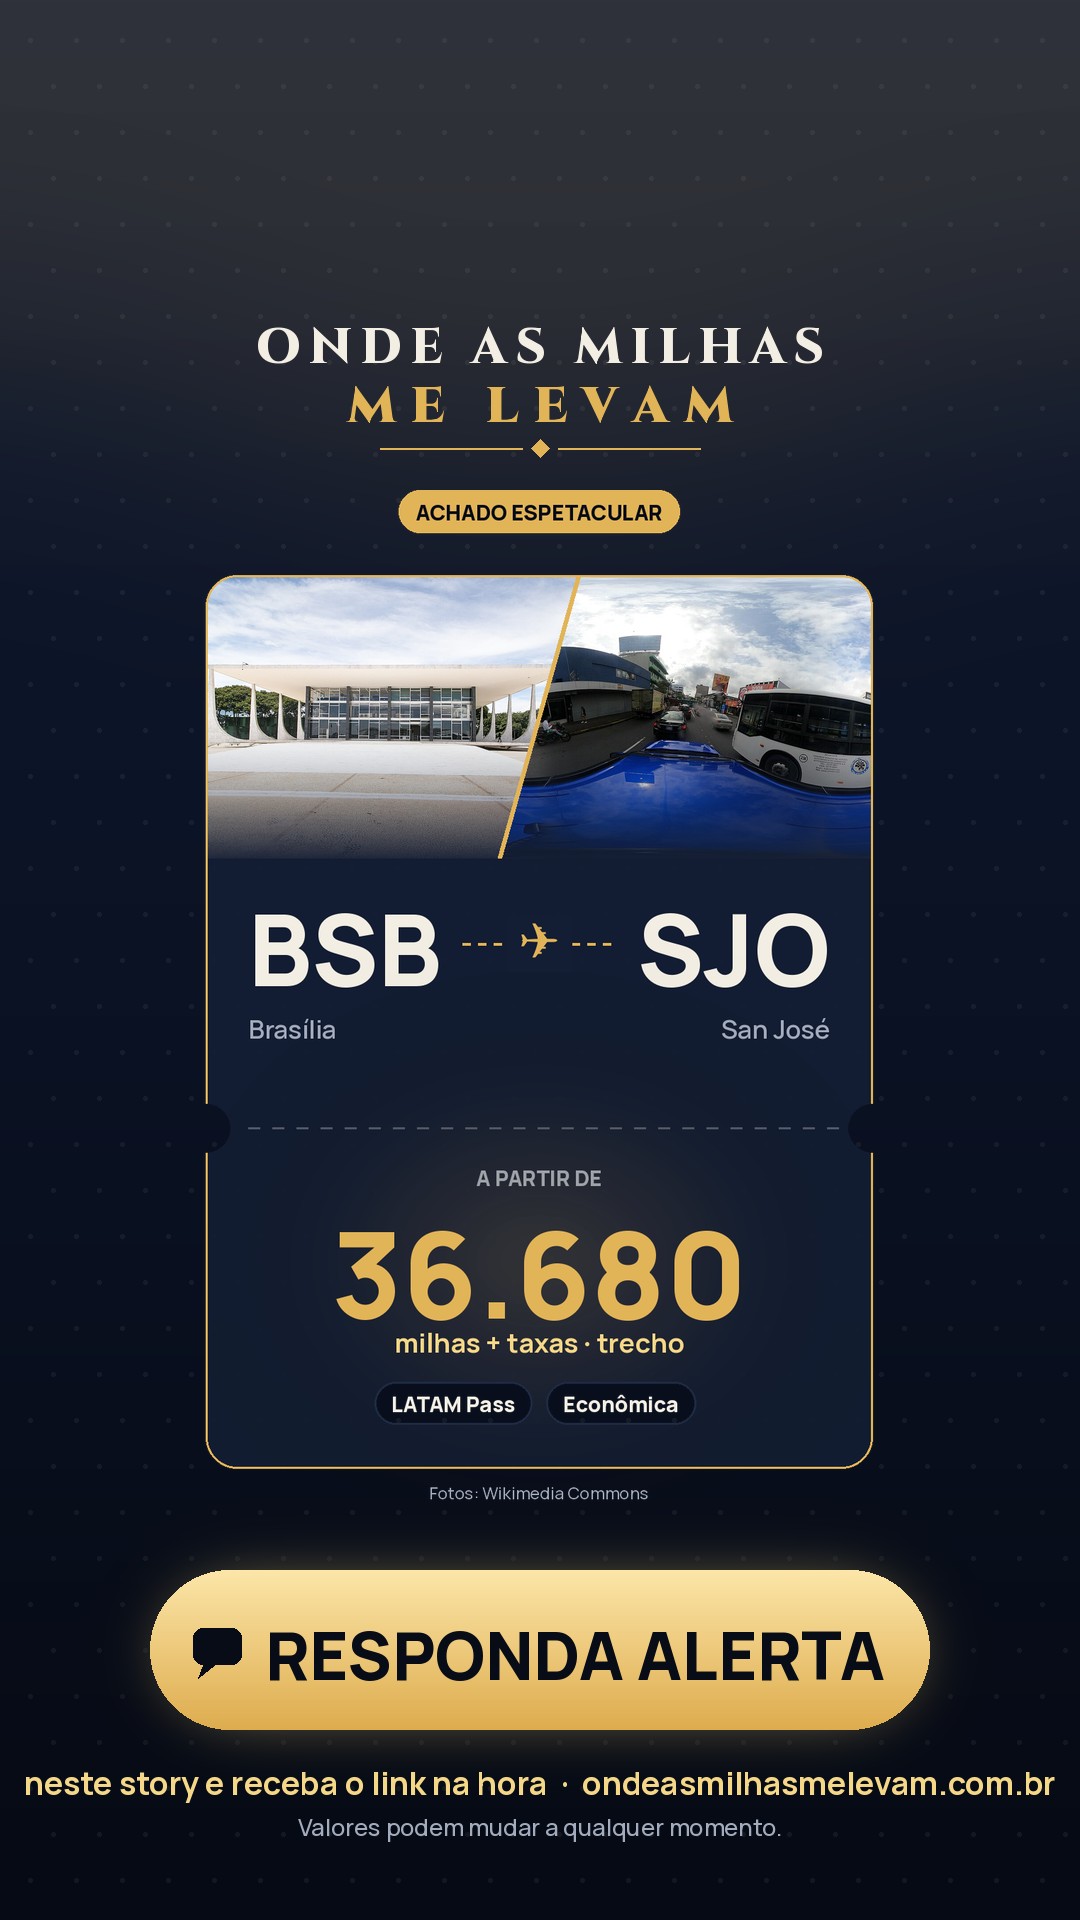 ONDE AS MILHAS
ME LEVAM
ACHADO ESPETACULAR
BSB ✈ SJO
Brasília San José
A PARTIR DE
36.680
milhas + taxas · trecho
LATAM Pass Econômica
Fotos: Wikimedia Commons
RESPONDA ALERTA
neste story e receba o link na hora · ondeasmilhasmelevam.com.br
Valores podem mudar a qualquer momento.